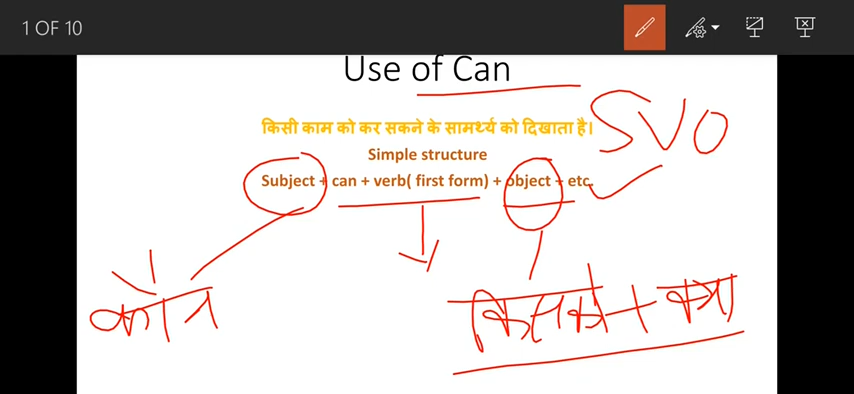 1 OF 10
Use of Can
किसी काम को कर सकने के सामर्थ्य को दिखाता है।
SVO
Simple structure
Subject + can + verb( first form) + object + etc.
कौन
किसको + क्या